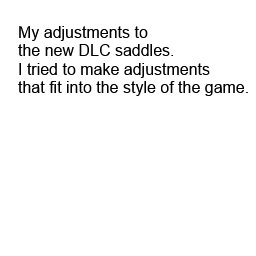 My adjustments to
the new DLC saddles.
I tried to make adjustments
that fit into the style of the game.